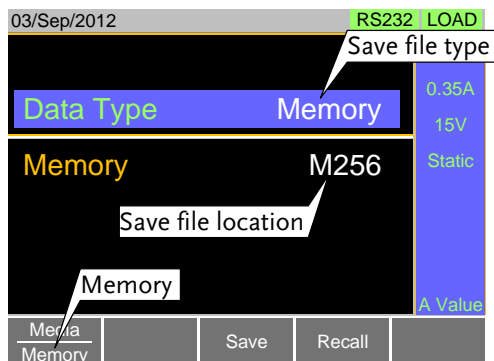 03/Sep/2012 RS232 LOAD
Save file type
0.35A
Data Type Memory
15V
Memory M256 Static
Save file location
Memory
A Value
Media Save Recall
Memory